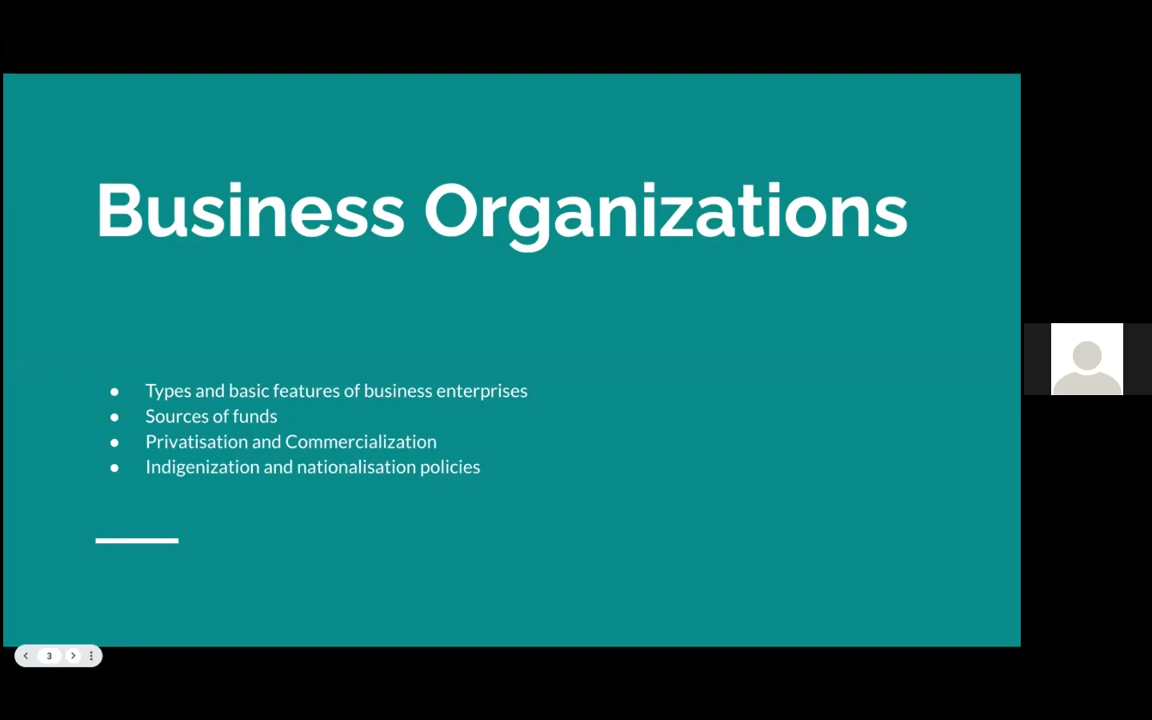 Business Organizations
● Types and basic features of business enterprises
● Sources of funds
● Privatisation and Commercialization
● Indigenization and nationalisation policies
3